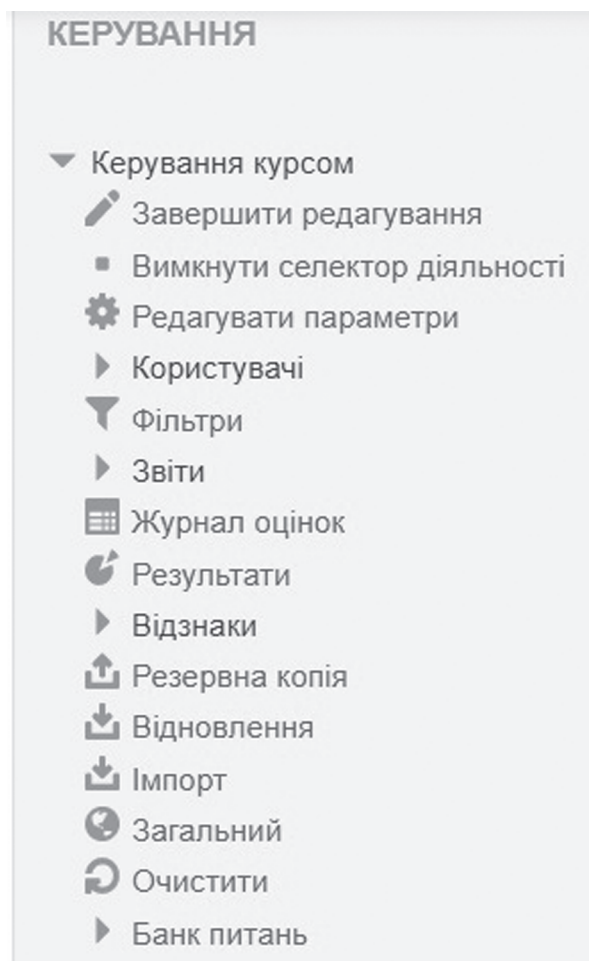 КЕРУВАННЯ
Керування курсом
Завершити редагування
Вимкнути селектор діяльності
Редагувати параметри
Користувачі
Фільтри
Звіти
Журнал оцінок
Результати
Відзнаки
Резервна копія
Відновлення
Імпорт
Загальний
Очистити
Банк питань